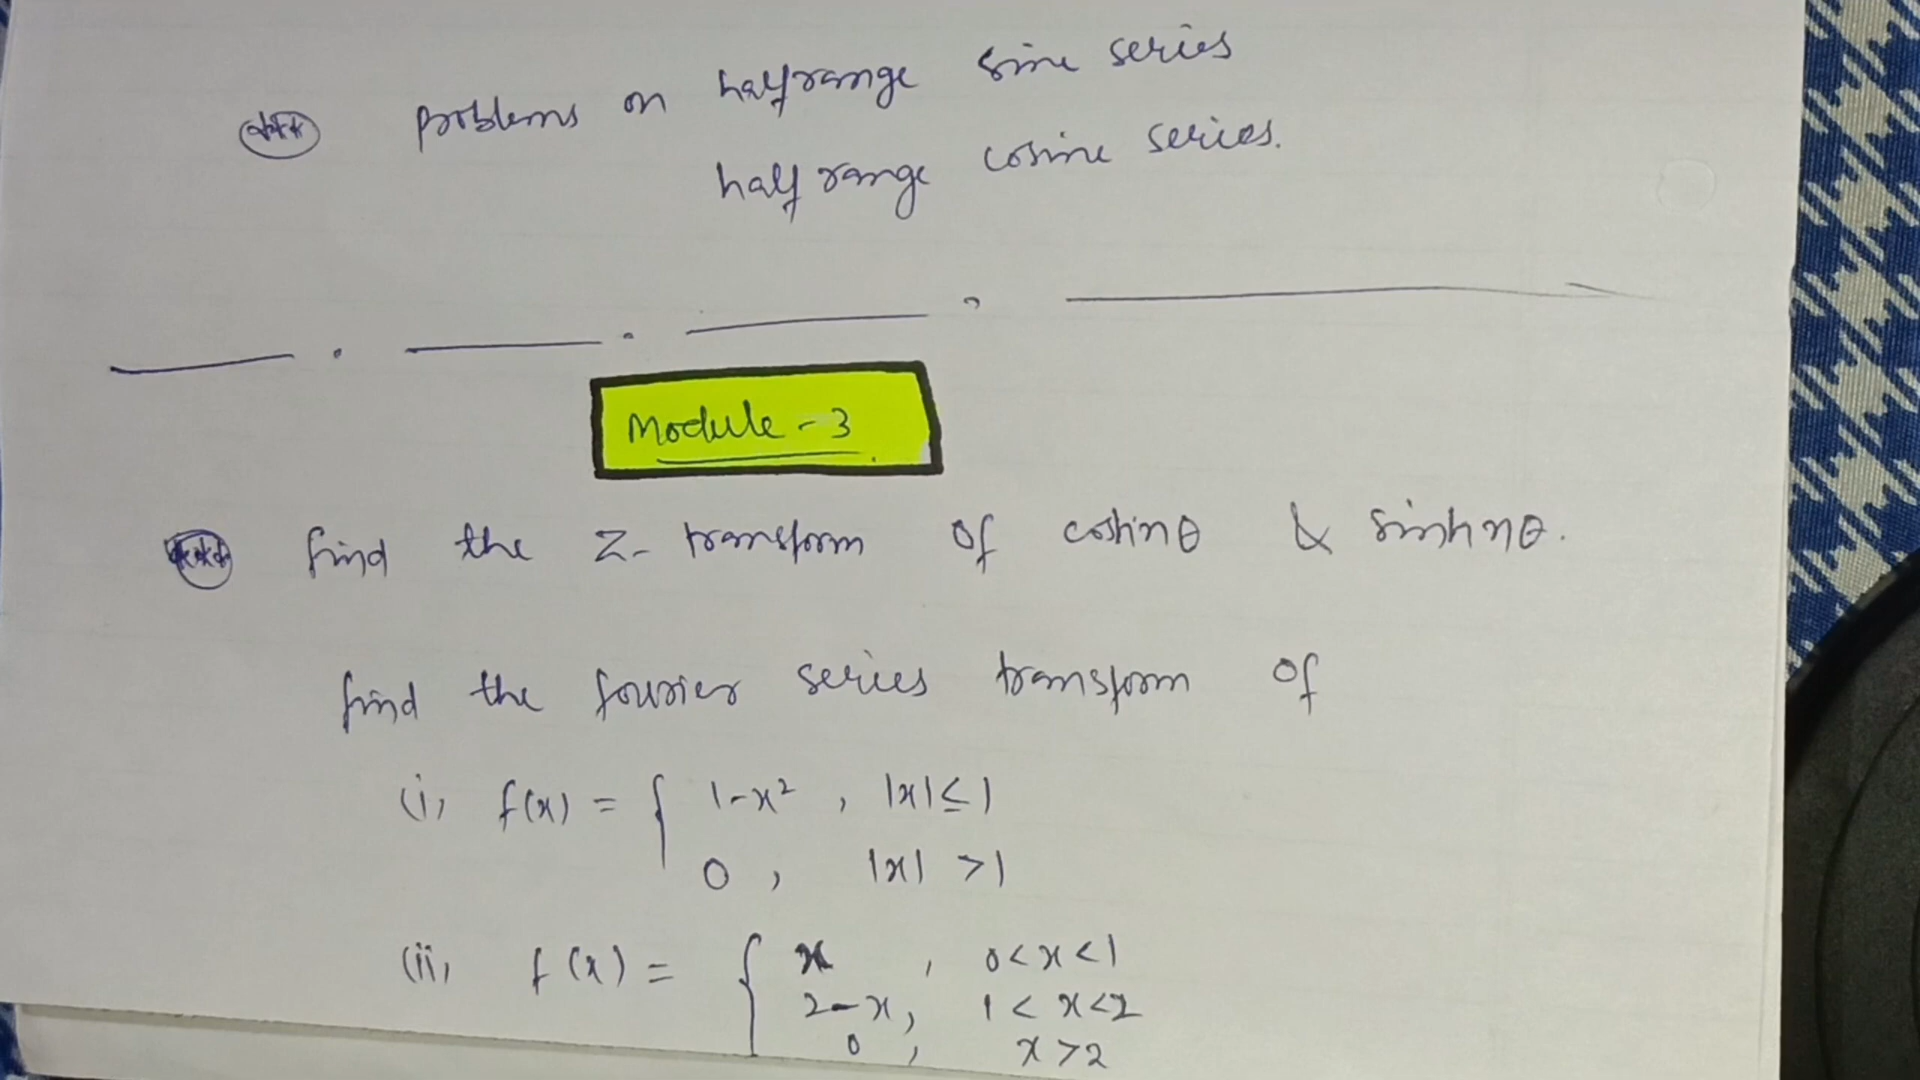 *** problems on halfrange sine series
half range cosine series.
Module - 3
find the Z- transform of coshnθ & sinhnθ.
find the fourier series transform of
(i) f(x) = { 1-x² , |x| ≤ 1
0 , |x| > 1
(ii) f(x) = { x , 0<x<1
2-x, 1<x<2
0 , x>2